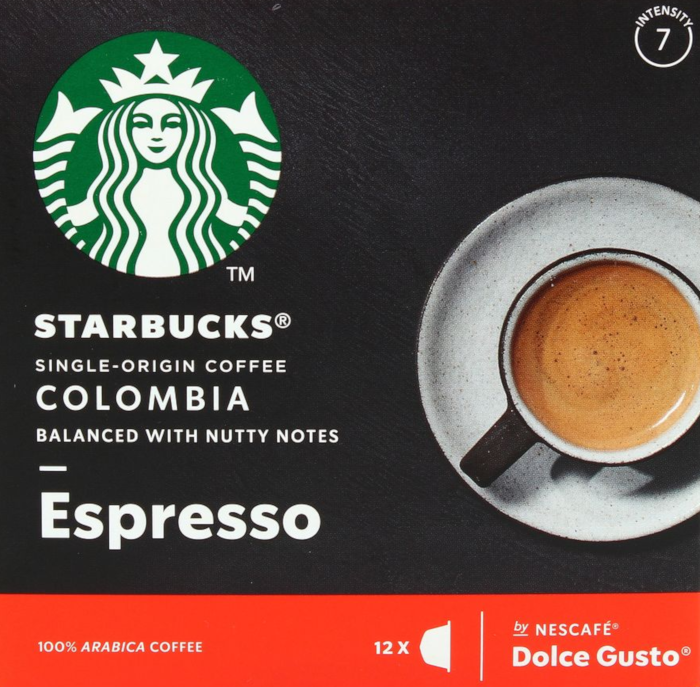 INTENSITY
7
TM
STARBUCKS®
SINGLE-ORIGIN COFFEE
COLOMBIA
BALANCED WITH NUTTY NOTES
Espresso
100% ARABICA COFFEE
12 X
by NESCAFÉ®
Dolce Gusto®